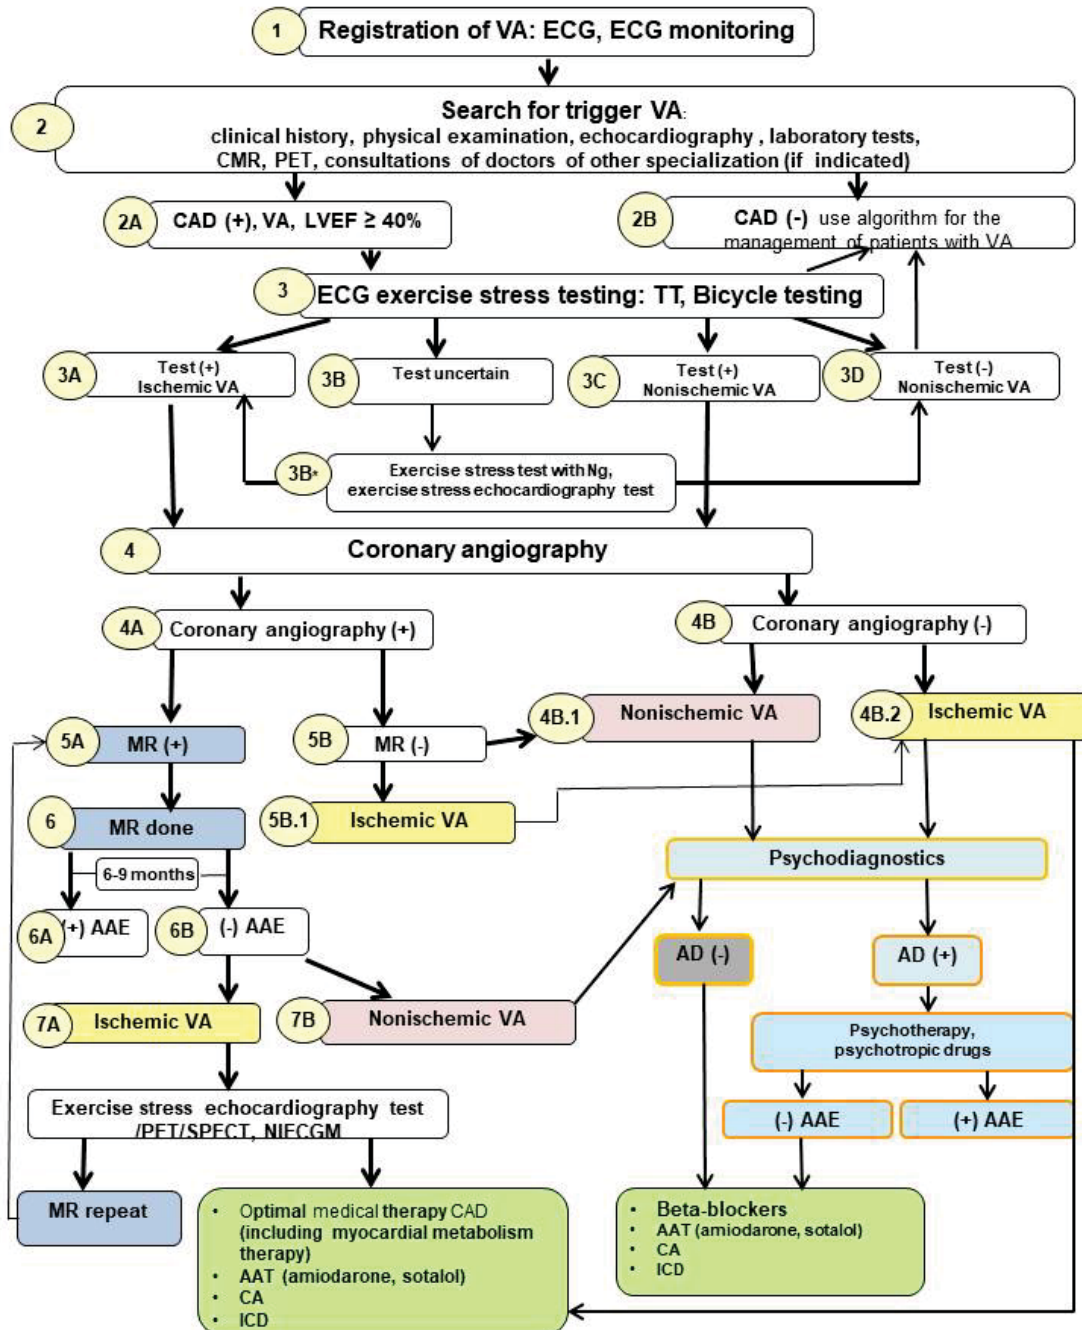 1
Registration of VA: ECG, ECG monitoring
2
Search for trigger VA:
clinical history, physical examination, echocardiography , laboratory tests,
CMR, PET, consultations of doctors of other specialization (if indicated)
2A
CAD (+), VA, LVEF ≥ 40%
2B
CAD (-) use algorithm for the
management of patients with VA
3
ECG exercise stress testing: TT, Bicycle testing
3A
Test (+)
Ischemic VA
3B
Test uncertain
3C
Test (+)
Nonischemic VA
3D
Test (-)
Nonischemic VA
3B*
Exercise stress test with Ng,
exercise stress echocardiography test
4
Coronary angiography
4A
Coronary angiography (+)
4B
Coronary angiography (-)
5A
MR (+)
5B
MR (-)
4B.1
Nonischemic VA
4B.2
Ischemic VA
6
MR done
5B.1
Ischemic VA
6-9 months
Psychodiagnostics
6A
(+) AAE
6B
(-) AAE
AD (-)
AD (+)
7A
Ischemic VA
7B
Nonischemic VA
Psychotherapy,
psychotropic drugs
Exercise stress echocardiography test
/PET/SPECT, NIECGM
(-) AAE
(+) AAE
MR repeat
• Optimal medical therapy CAD
(including myocardial metabolism
therapy)
• AAT (amiodarone, sotalol)
• CA
• ICD
• Beta-blockers
• AAT (amiodarone, sotalol)
• CA
• ICD